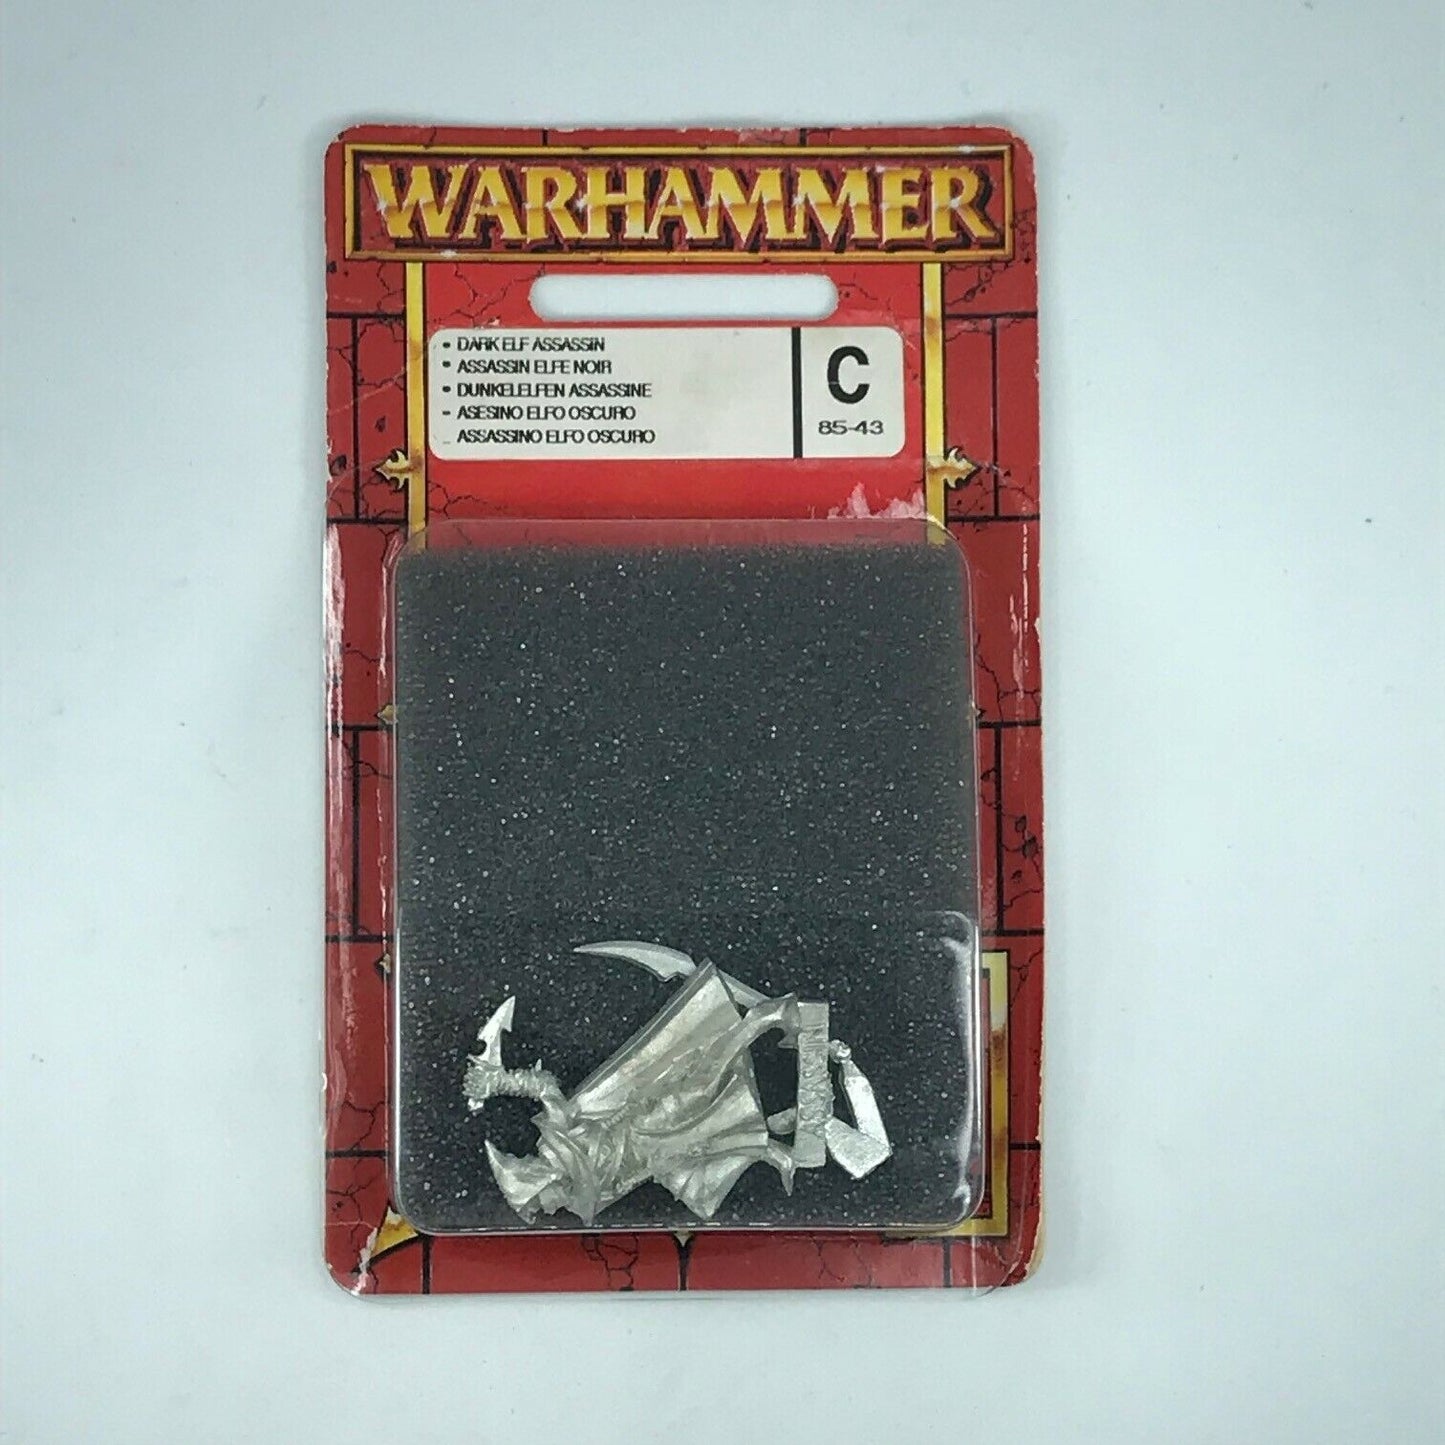 WARHAMMER
• DARK ELF ASSASSIN
• ASSASSIN ELFE NOIR
• DUNKELELFEN ASSASSINE
- ASESINO ELFO OSCURO
_ ASSASSINO ELFO OSCURO
C
85-43